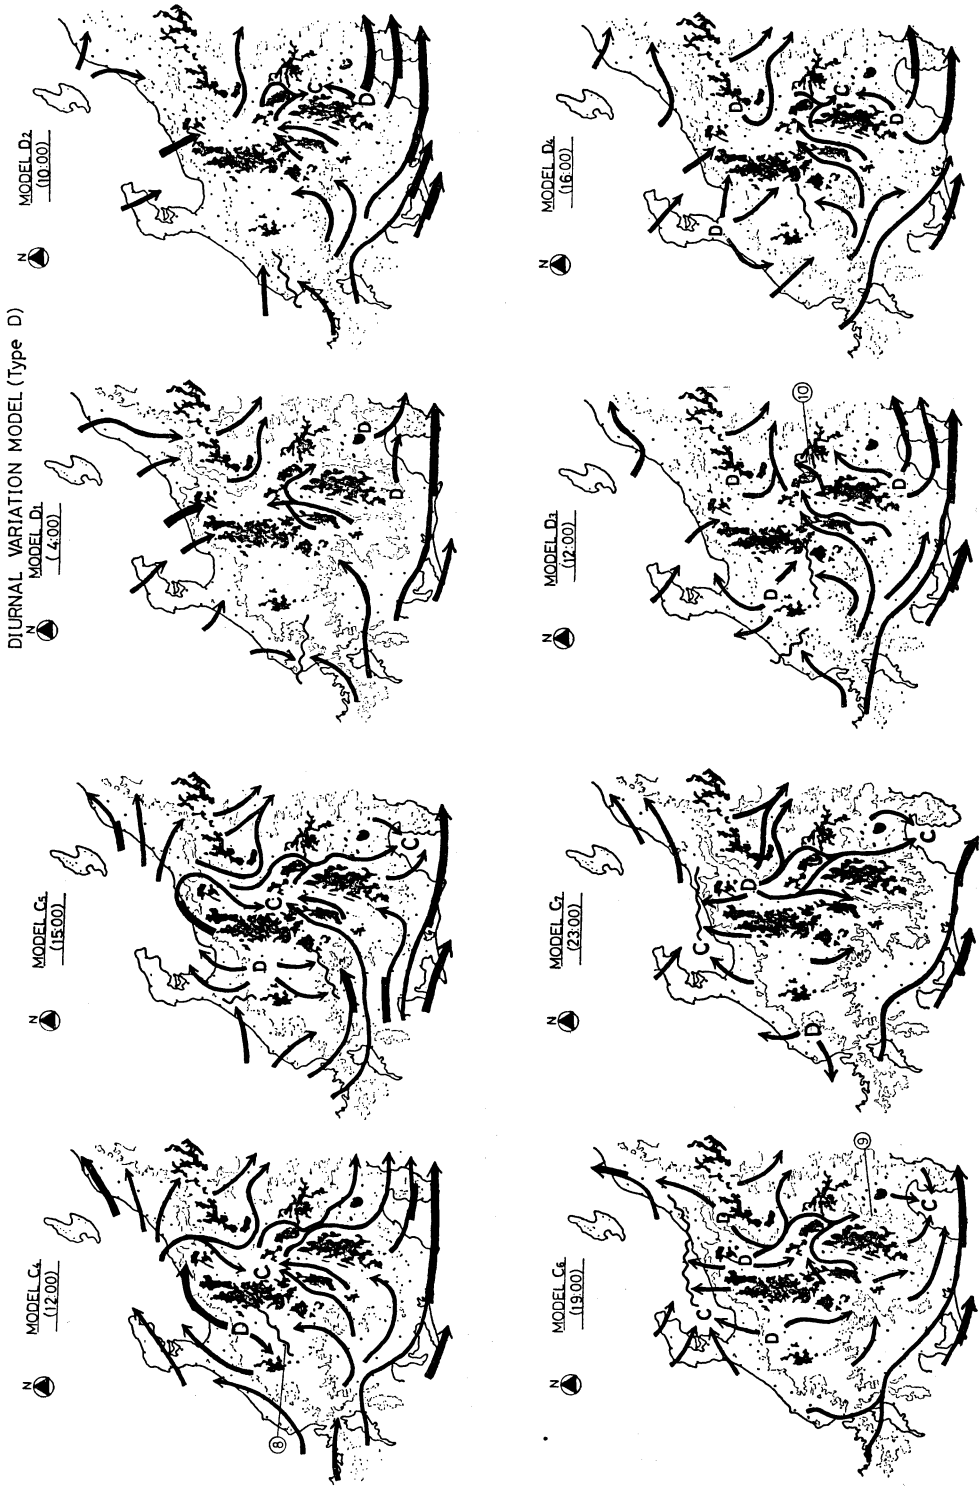 DIURNAL VARIATION MODEL (Type D)
MODEL C4
(12:00)
N
D
C
⑧
MODEL C5
(15:00)
N
D
C
C
MODEL D1
(4:00)
N
D
D
MODEL D2
(10:00)
N
C
D
MODEL C6
(19:00)
N
C
D
D
D
C
⑨
MODEL C7
(23:00)
N
C
D
D
C
MODEL D3
(12:00)
N
D
D
D
⑩
MODEL D4
(16:00)
N
D
D
C
D